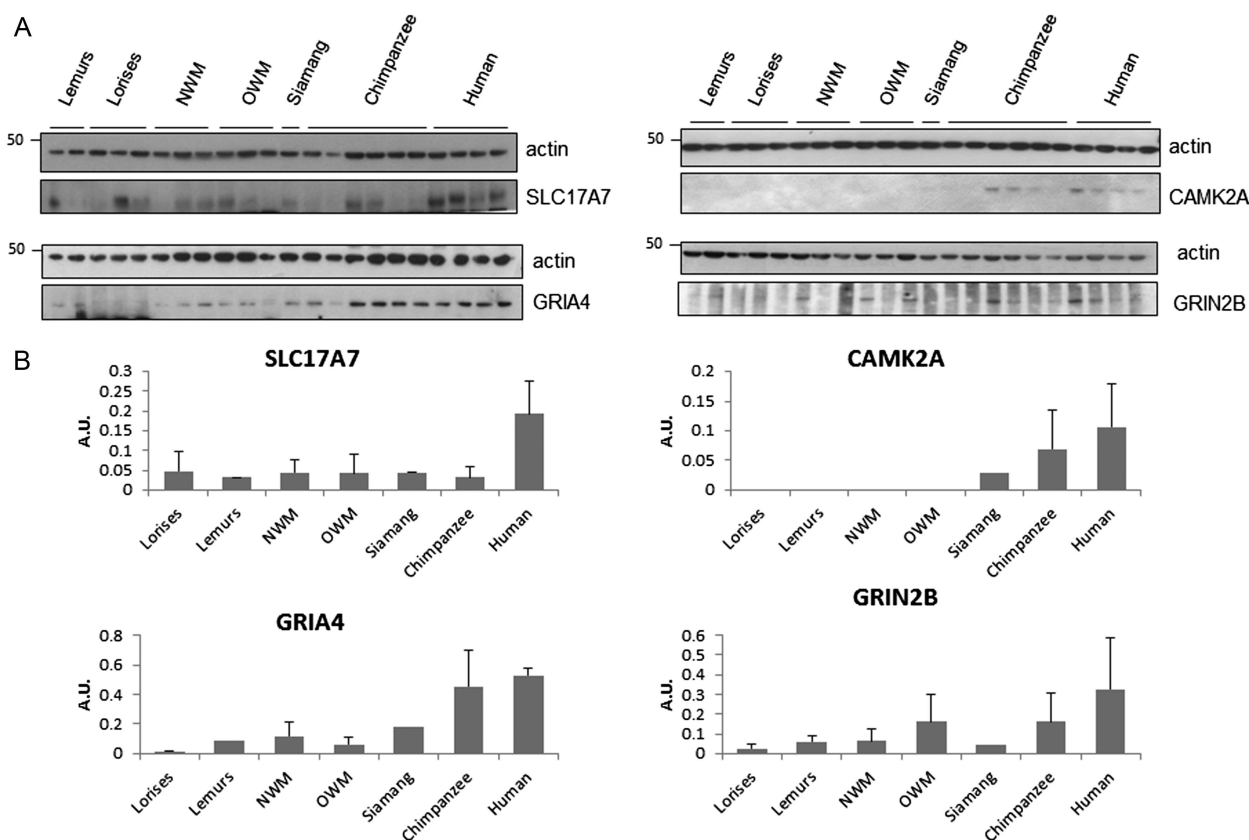 A
Lemurs Lorises NWM OWM Siamang Chimpanzee Human
50 actin
SLC17A7
50 actin
GRIA4
Lemurs Lorises NWM OWM Siamang Chimpanzee Human
50 actin
CAMK2A
50 actin
GRIN2B
B
SLC17A7
A.U.
0.3
0.25
0.2
0.15
0.1
0.05
0
Lorises Lemurs NWM OWM Siamang Chimpanzee Human
CAMK2A
A.U.
0.2
0.15
0.1
0.05
0
Lorises Lemurs NWM OWM Siamang Chimpanzee Human
GRIA4
A.U.
0.8
0.6
0.4
0.2
0
Lorises Lemurs NWM OWM Siamang Chimpanzee Human
GRIN2B
A.U.
0.6
0.5
0.4
0.3
0.2
0.1
0
Lorises Lemurs NWM OWM Siamang Chimpanzee Human